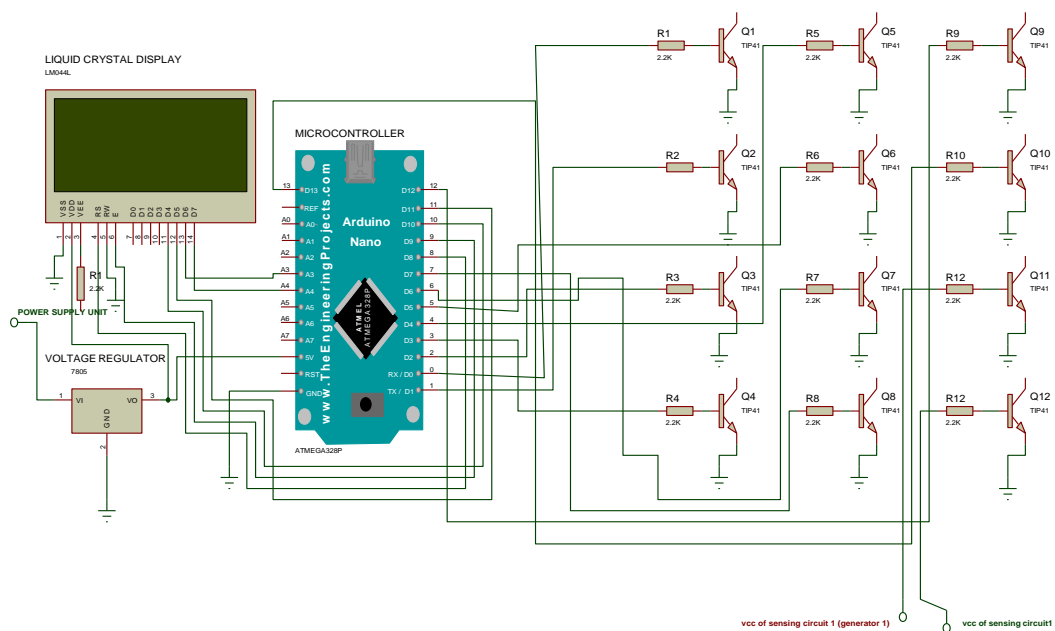 LIQUID CRYSTAL DISPLAY
LM044L
VSS VDD VEE RS RW E D0 D1 D2 D3 D4 D5 D6 D7
1 2 3 4 5 6 7 8 9 10 11 12 13 14
R1
2.2K
POWER SUPPLY UNIT
VOLTAGE REGULATOR
7805
1 VI VO 3
GND
2
MICROCONTROLLER
www.TheEngineeringProjects.com
Arduino
Nano
ATMEL
ATMEGA328P
13 D13
REF
A0 A0
A1 A1
A2 A2
A3 A3
A4 A4
A5 A5
A6 A6
A7 A7
5V
RST
GND
D12 12
D11 11
D10 10
D9 9
D8 8
D7 7
D6 6
D5 5
D4 4
D3 3
D2 2
RX / D0 0
TX / D1 1
ATMEGA328P
R1
2.2K
Q1
TIP41
R5
2.2K
Q5
TIP41
R9
2.2K
Q9
TIP41
R2
2.2K
Q2
TIP41
R6
2.2K
Q6
TIP41
R10
2.2K
Q10
TIP41
R3
2.2K
Q3
TIP41
R7
2.2K
Q7
TIP41
R12
2.2K
Q11
TIP41
R4
2.2K
Q4
TIP41
R8
2.2K
Q8
TIP41
R12
2.2K
Q12
TIP41
vcc of sensing circuit 1 (generator 1)
vcc of sensing circuit1